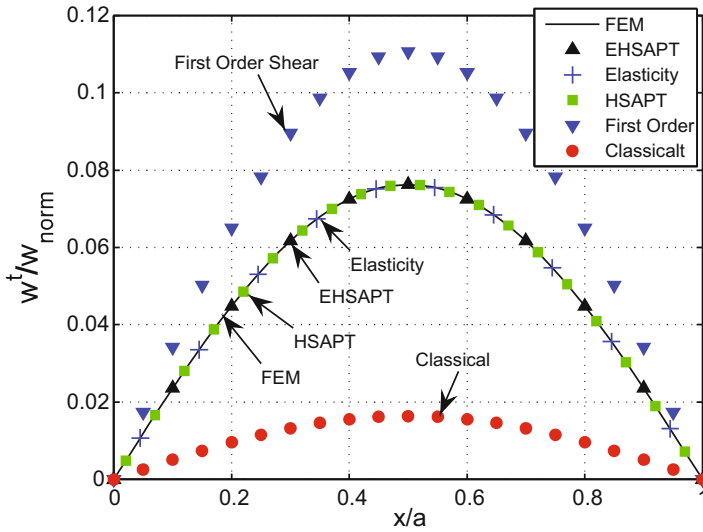 0.12
0.1
0.08
0.06
0.04
0.02
0
w^t/w_norm
0
0.2
0.4
0.6
0.8
1
x/a
First Order Shear
Elasticity
EHSAPT
HSAPT
FEM
Classical
FEM
EHSAPT
Elasticity
HSAPT
First Order
Classicalt